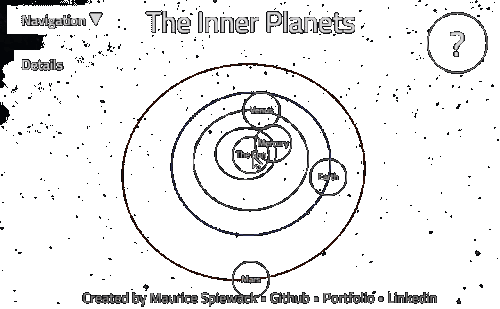 Navigation ▽
The Inner Planets
?
Details
Venus
Mercury
The Sun
Earth
Mars
Created by Maurice Spiewack • Github • Portfolio • Linkedin